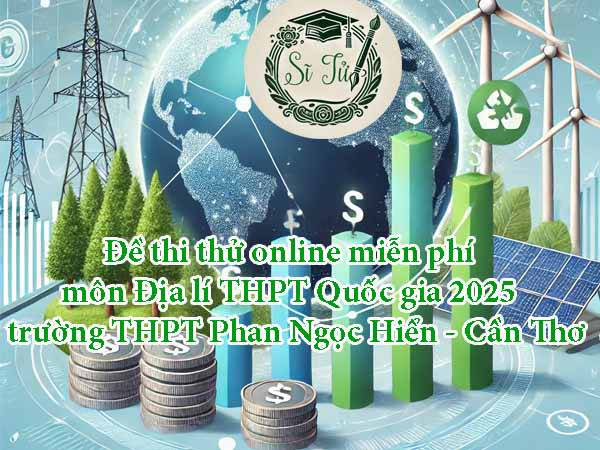 Sĩ Tử
$
$
$
$
Đề thi thử online miễn phí
môn Địa lí THPT Quốc gia 2025
trường THPT Phan Ngọc Hiển - Cần Thơ
$
$
$